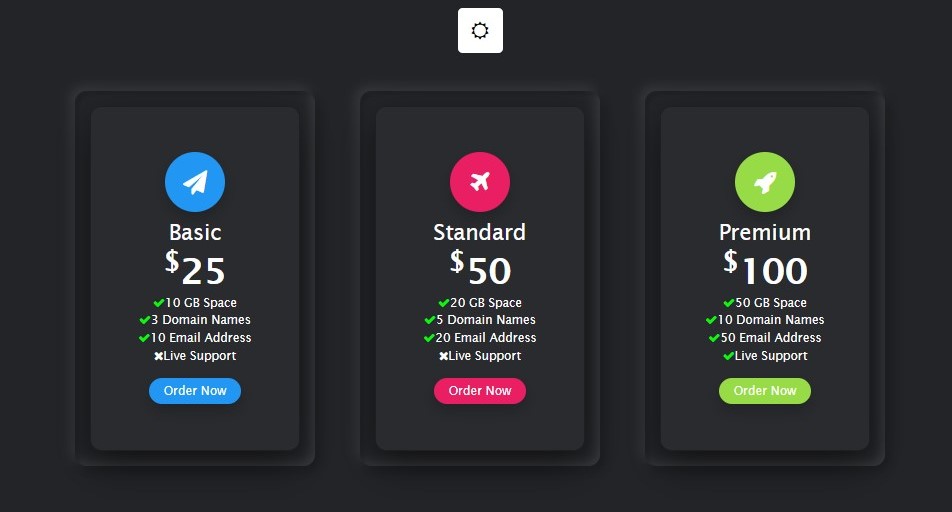 Basic
$25
10 GB Space
3 Domain Names
10 Email Address
Live Support
Order Now
Standard
$50
20 GB Space
5 Domain Names
20 Email Address
Live Support
Order Now
Premium
$100
50 GB Space
10 Domain Names
50 Email Address
Live Support
Order Now